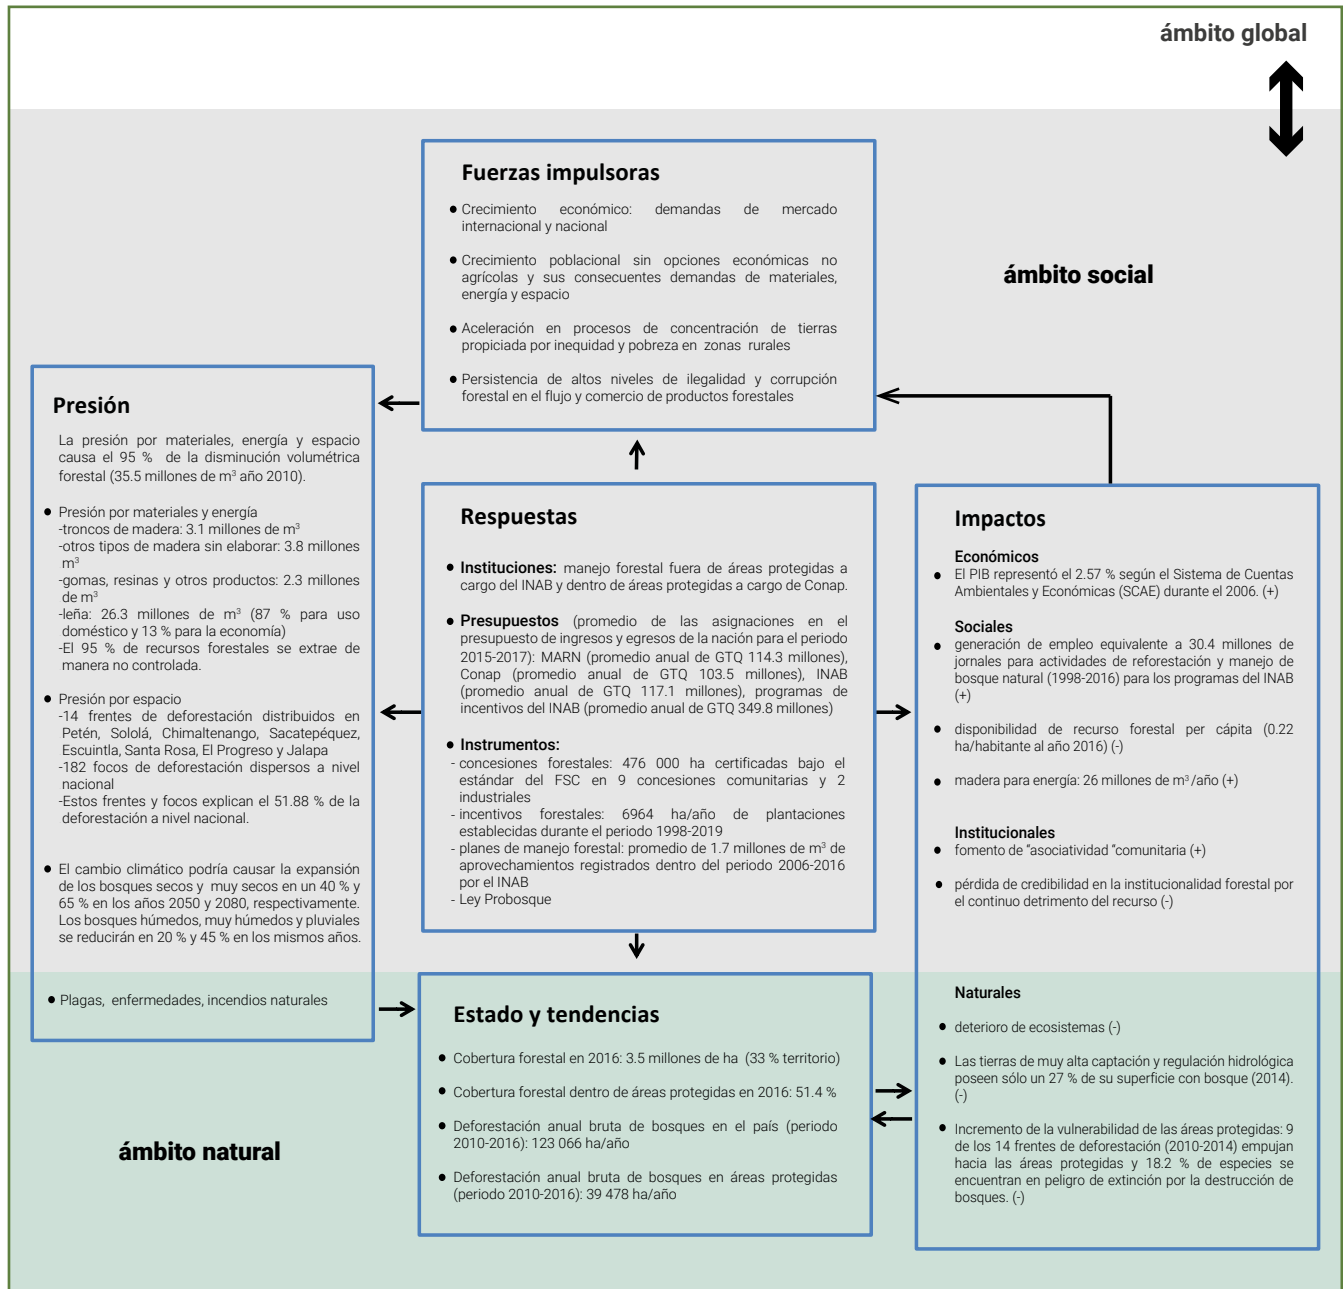 ámbito global
Fuerzas impulsoras
● Crecimiento económico: demandas de mercado
internacional y nacional
● Crecimiento poblacional sin opciones económicas no
agrícolas y sus consecuentes demandas de materiales,
energía y espacio
● Aceleración en procesos de concentración de tierras
propiciada por inequidad y pobreza en zonas rurales
● Persistencia de altos niveles de ilegalidad y corrupción
forestal en el flujo y comercio de productos forestales
ámbito social
Presión
La presión por materiales, energía y espacio
causa el 95 % de la disminución volumétrica
forestal (35.5 millones de m³ año 2010).
● Presión por materiales y energía
-troncos de madera: 3.1 millones de m³
-otros tipos de madera sin elaborar: 3.8 millones
m³
-gomas, resinas y otros productos: 2.3 millones
de m³
-leña: 26.3 millones de m³ (87 % para uso
doméstico y 13 % para la economía)
-El 95 % de recursos forestales se extrae de
manera no controlada.
● Presión por espacio
-14 frentes de deforestación distribuidos en
Petén, Sololá, Chimaltenango, Sacatepéquez,
Escuintla, Santa Rosa, El Progreso y Jalapa
-182 focos de deforestación dispersos a nivel
nacional
-Estos frentes y focos explican el 51.88 % de la
deforestación a nivel nacional.
● El cambio climático podría causar la expansión
de los bosques secos y muy secos en un 40 % y
65 % en los años 2050 y 2080, respectivamente.
Los bosques húmedos, muy húmedos y pluviales
se reducirán en 20 % y 45 % en los mismos años.
● Plagas, enfermedades, incendios naturales
Respuestas
● Instituciones: manejo forestal fuera de áreas protegidas a
cargo del INAB y dentro de áreas protegidas a cargo de Conap.
● Presupuestos (promedio de las asignaciones en el
presupuesto de ingresos y egresos de la nación para el periodo
2015-2017): MARN (promedio anual de GTQ 114.3 millones),
Conap (promedio anual de GTQ 103.5 millones), INAB
(promedio anual de GTQ 117.1 millones), programas de
incentivos del INAB (promedio anual de GTQ 349.8 millones)
● Instrumentos:
- concesiones forestales: 476 000 ha certificadas bajo el
estándar del FSC en 9 concesiones comunitarias y 2
industriales
- incentivos forestales: 6964 ha/año de plantaciones
establecidas durante el periodo 1998-2019
- planes de manejo forestal: promedio de 1.7 millones de m³ de
aprovechamientos registrados dentro del periodo 2006-2016
por el INAB
- Ley Probosque
Impactos
Económicos
● El PIB representó el 2.57 % según el Sistema de Cuentas
Ambientales y Económicas (SCAE) durante el 2006. (+)
Sociales
● generación de empleo equivalente a 30.4 millones de
jornales para actividades de reforestación y manejo de
bosque natural (1998-2016) para los programas del INAB
(+)
● disponibilidad de recurso forestal per cápita (0.22
ha/habitante al año 2016) (-)
● madera para energía: 26 millones de m³/año (+)
Institucionales
● fomento de "asociatividad "comunitaria (+)
● pérdida de credibilidad en la institucionalidad forestal por
el continuo detrimento del recurso (-)
Naturales
● deterioro de ecosistemas (-)
● Las tierras de muy alta captación y regulación hidrológica
poseen sólo un 27 % de su superficie con bosque (2014).
(-)
● Incremento de la vulnerabilidad de las áreas protegidas: 9
de los 14 frentes de deforestación (2010-2014) empujan
hacia las áreas protegidas y 18.2 % de especies se
encuentran en peligro de extinción por la destrucción de
bosques. (-)
Estado y tendencias
● Cobertura forestal en 2016: 3.5 millones de ha (33 % territorio)
● Cobertura forestal dentro de áreas protegidas en 2016: 51.4 %
● Deforestación anual bruta de bosques en el país (periodo
2010-2016): 123 066 ha/año
● Deforestación anual bruta de bosques en áreas protegidas
(periodo 2010-2016): 39 478 ha/año
ámbito natural